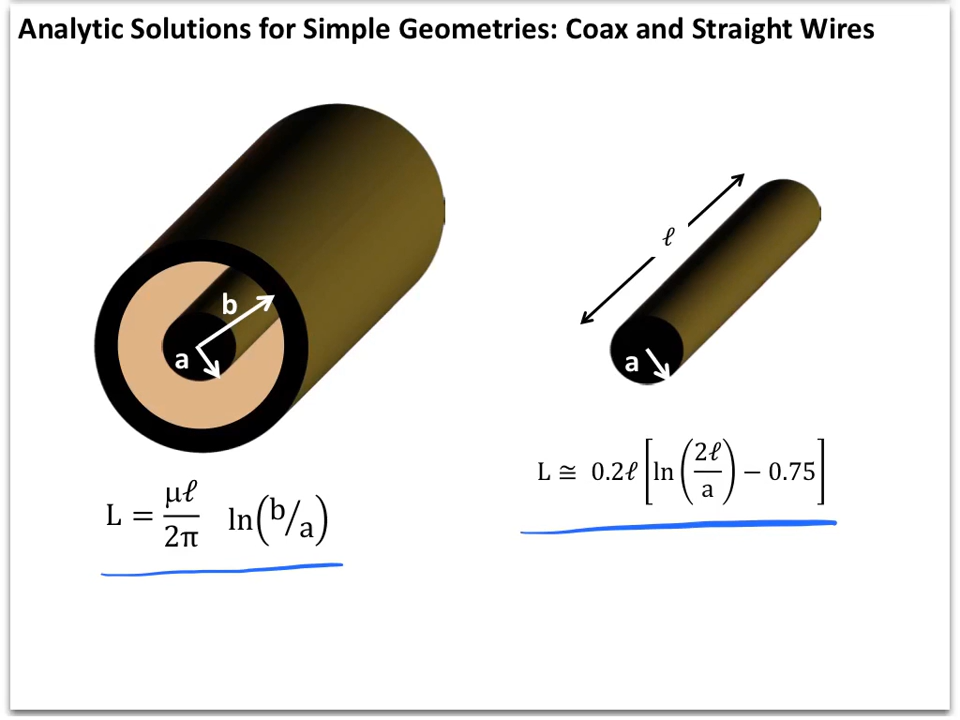 Analytic Solutions for Simple Geometries: Coax and Straight Wires
b
a
ℓ
a
L = μℓ/2π ln(b/a)
L ≅ 0.2ℓ [ln (2ℓ/a) − 0.75]